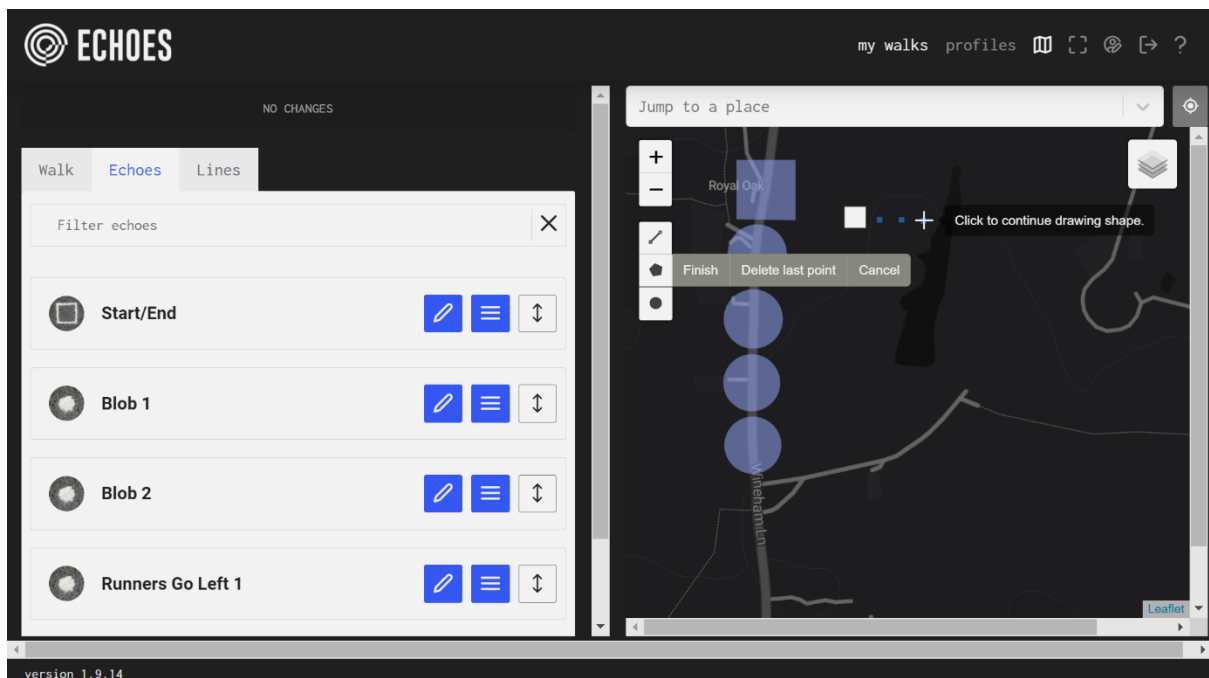 ECHOES
my walks profiles ?
NO CHANGES
Jump to a place
Walk Echoes Lines
Filter echoes
Royal Oak
Click to continue drawing shape.
Finish Delete last point Cancel
Start/End
Blob 1
Blob 2
Wineham Ln
Runners Go Left 1
Leaflet
version 1.9.14